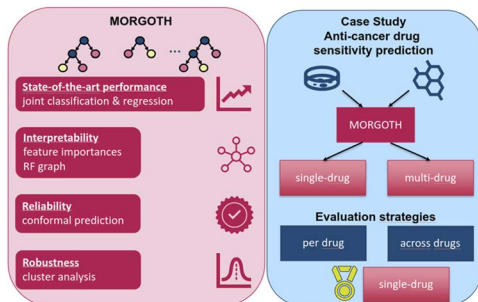 MORGOTH
State-of-the-art performance
joint classification & regression
Interpretability
feature importances
RF graph
Reliability
conformal prediction
Robustness
cluster analysis
Case Study
Anti-cancer drug
sensitivity prediction
MORGOTH
single-drug
multi-drug
Evaluation strategies
per drug
across drugs
single-drug